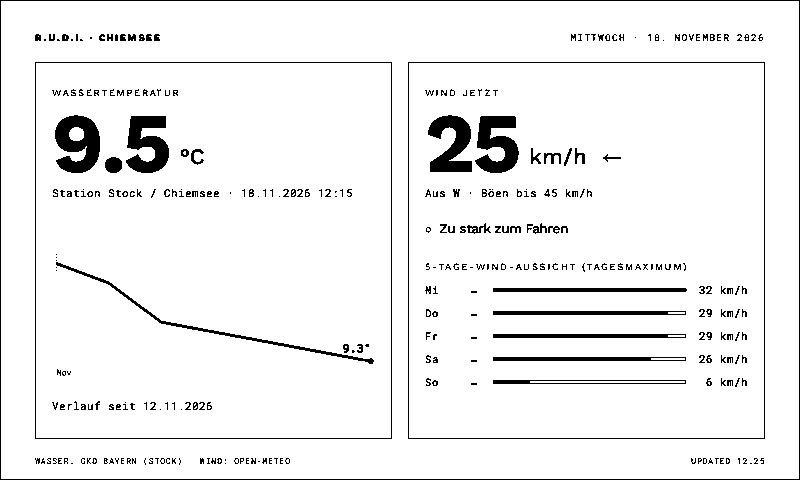 R.U.D.I. · CHIEMSEE
MITTWOCH · 18. NOVEMBER 2026
WASSERTEMPERATUR
9.5 °C
Station Stock / Chiemsee · 18.11.2026 12:15
9.3°
Nov
Verlauf seit 12.11.2026
WIND JETZT
25 km/h ←
Aus W · Böen bis 45 km/h
Zu stark zum Fahren
5-TAGE-WIND-AUSSICHT (TAGESMAXIMUM)
Mi – 32 km/h
Do – 29 km/h
Fr – 29 km/h
Sa – 26 km/h
So – 6 km/h
WASSER: GKD BAYERN (STOCK) WIND: OPEN-METEO
UPDATED 12:25